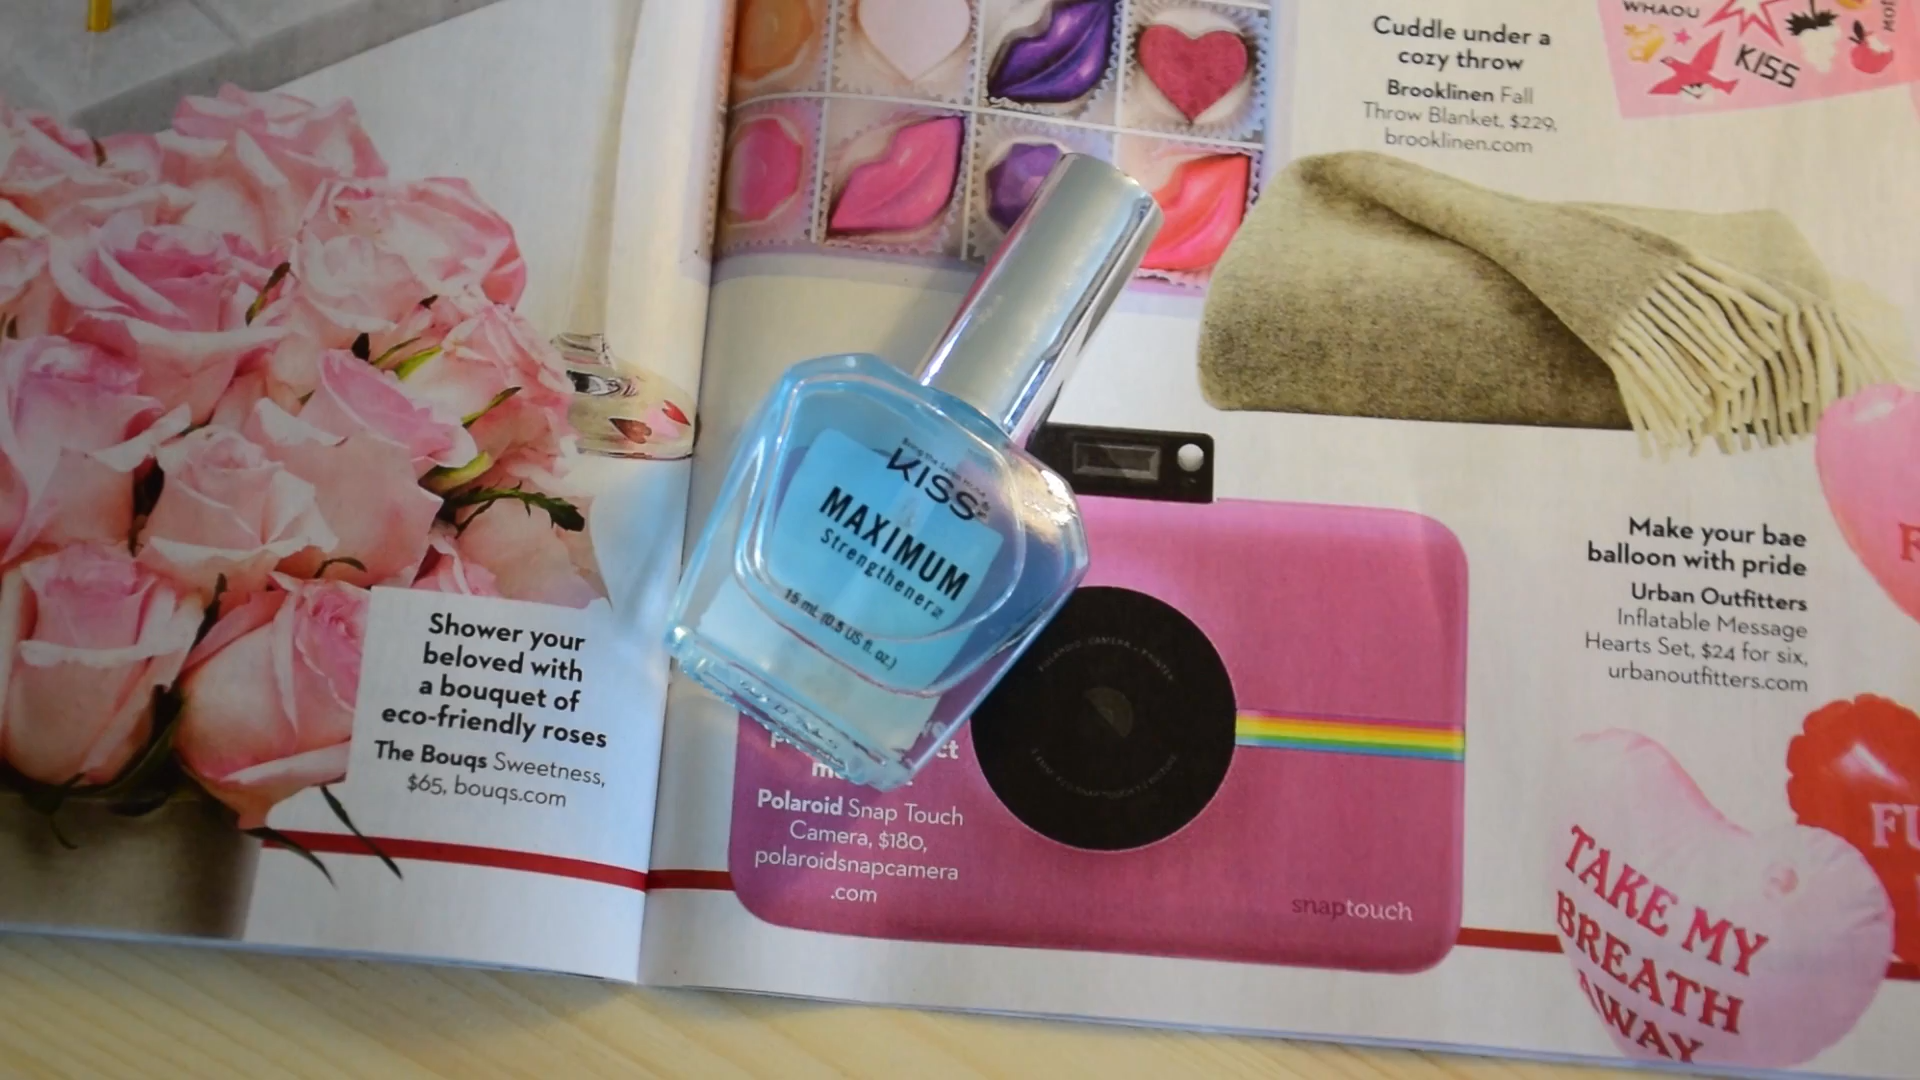 Shower your
beloved with
a bouquet of
eco-friendly roses
The Bouqs Sweetness,
$65, bouqs.com
KISS
MAXIMUM
Strengthener
15 mL (0.5 US fl. oz.)
Polaroid Snap Touch
Camera, $180,
polaroidsnapcamera
.com
snaptouch
Cuddle under a
cozy throw
Brooklinen Fall
Throw Blanket, $229,
brooklinen.com
WHAOU
KISS
Make your bae
balloon with pride
Urban Outfitters
Inflatable Message
Hearts Set, $24 for six,
urbanoutfitters.com
TAKE MY
BREATH
AWAY